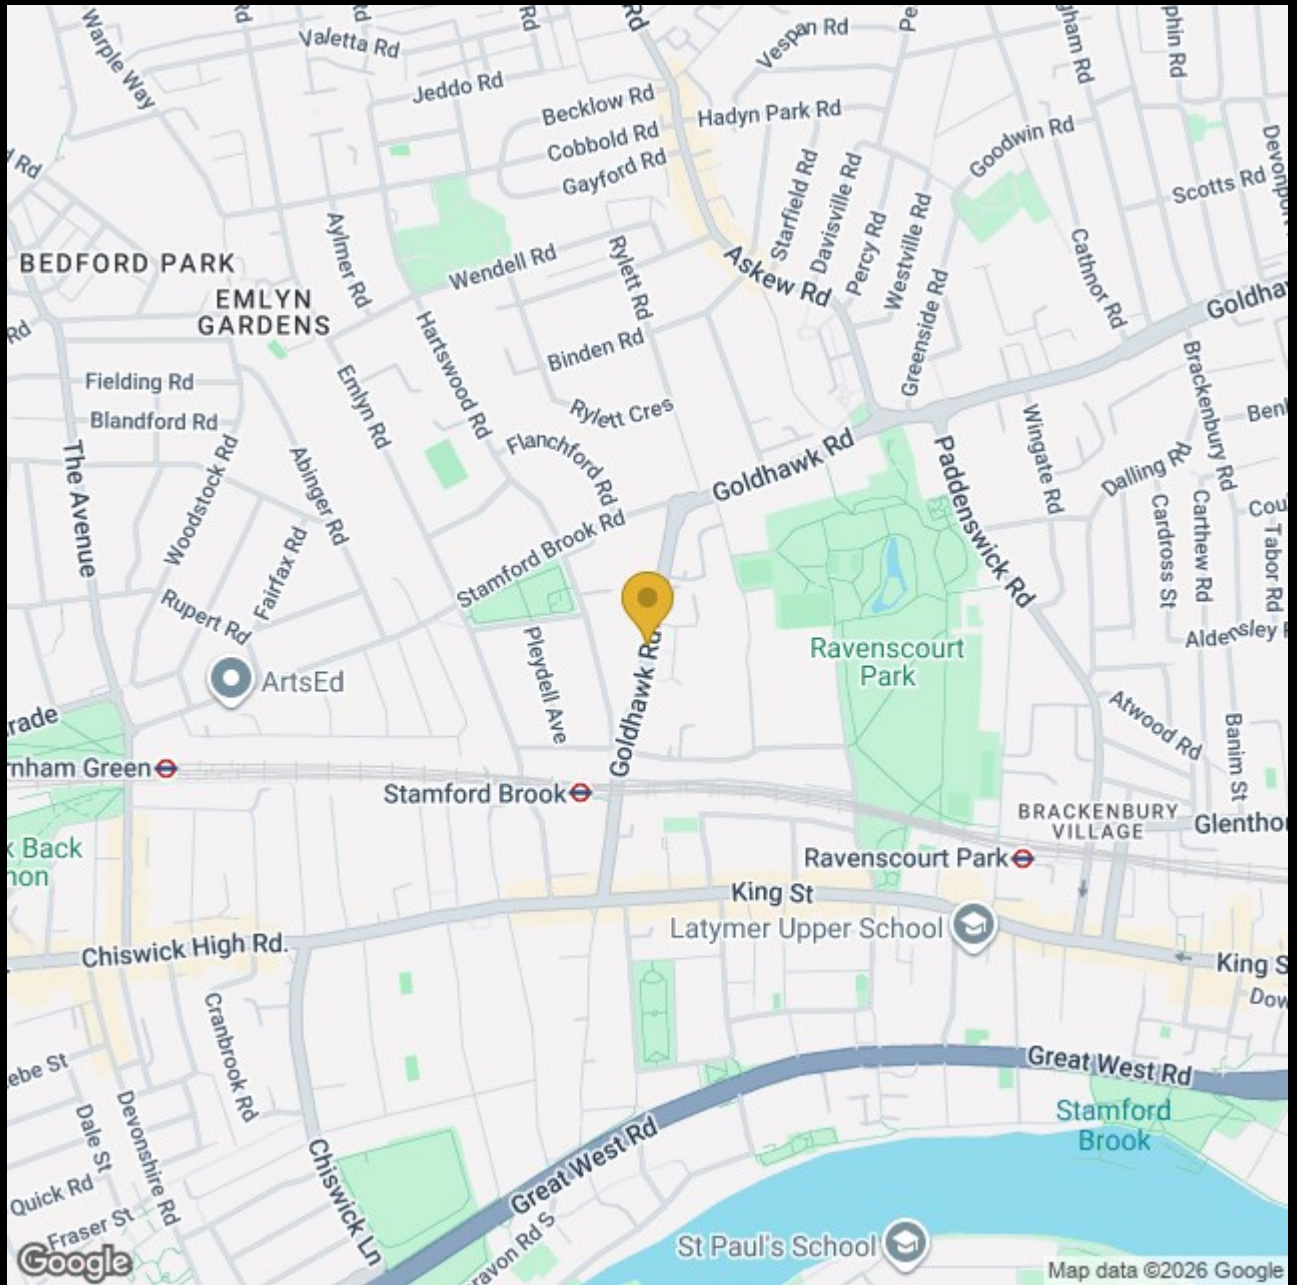 Warple Way
Rd
Valetta Rd
Rd
Rd
Vespan Rd
Jeddo Rd
Becklow Rd
Hadyn Park Rd
Cobbold Rd
Goodwin Rd
Gayford Rd
Scotts Rd
Starfield Rd
Davisville Rd
Percy Rd
Westville Rd
Greenside Rd
Cathnor Rd
Aylmer Rd
Wendell Rd
Rylett Rd
Askew Rd
BEDFORD PARK
EMLYN
GARDENS
Hartswood Rd
Binden Rd
Brackenbury Rd
Fielding Rd
Emlyn Rd
Blandford Rd
Rylett Cres
Flanchford Rd
Goldhawk Rd
Wingate Rd
Dalling Rd
The Avenue
Woodstock Rd
Abinger Rd
Paddenswick Rd
Cardross St
Carthew Rd
Tabor Rd
Stamford Brook Rd
Fairfax Rd
Rupert Rd
Ravenscourt
Park
Pleydell Ave
Goldhawk Rd
ArtsEd
Atwood Rd
Banim St
rnham Green
Stamford Brook
BRACKENBURY
VILLAGE
Ravenscourt Park
k Back
King St
Latymer Upper School
Chiswick High Rd.
King S
Cranbrook Rd
Great West Rd
Dale St
Devonshire Rd
Stamford
Brook
Great West Rd
Chiswick Ln
Quick Rd
Fraser St
St Paul's School
Google
Map data ©2026 Google